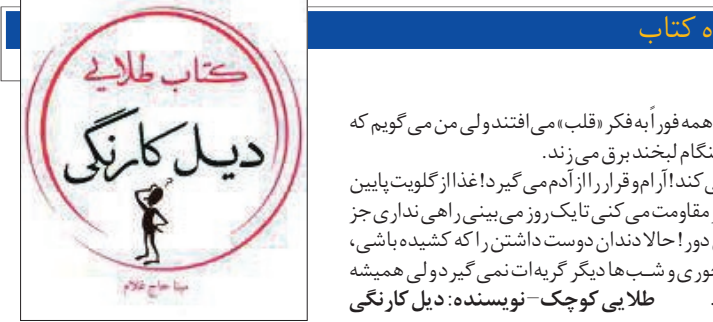 ه کتاب
کتاب طلایی
دیل کارنگی
مینا حاج غلام
همه فوراً به فکر «قلب» می‌افتند ولی من می‌گویم که
نگام لبخند برق می‌زند.
ی کند! آرام و قرار را از آدم می‌گیرد! غذا از گلویت پایین
مقاومت می‌کنی تا یک روز می‌بینی راهی نداری جز
دور! حالا دندان دوست داشتن را که کشیده باشی،
خوری و شب‌ها دیگر گریه‌ات نمی‌گیرد ولی همیشه
طلایی کوچک–نویسنده: دیل کارنگی